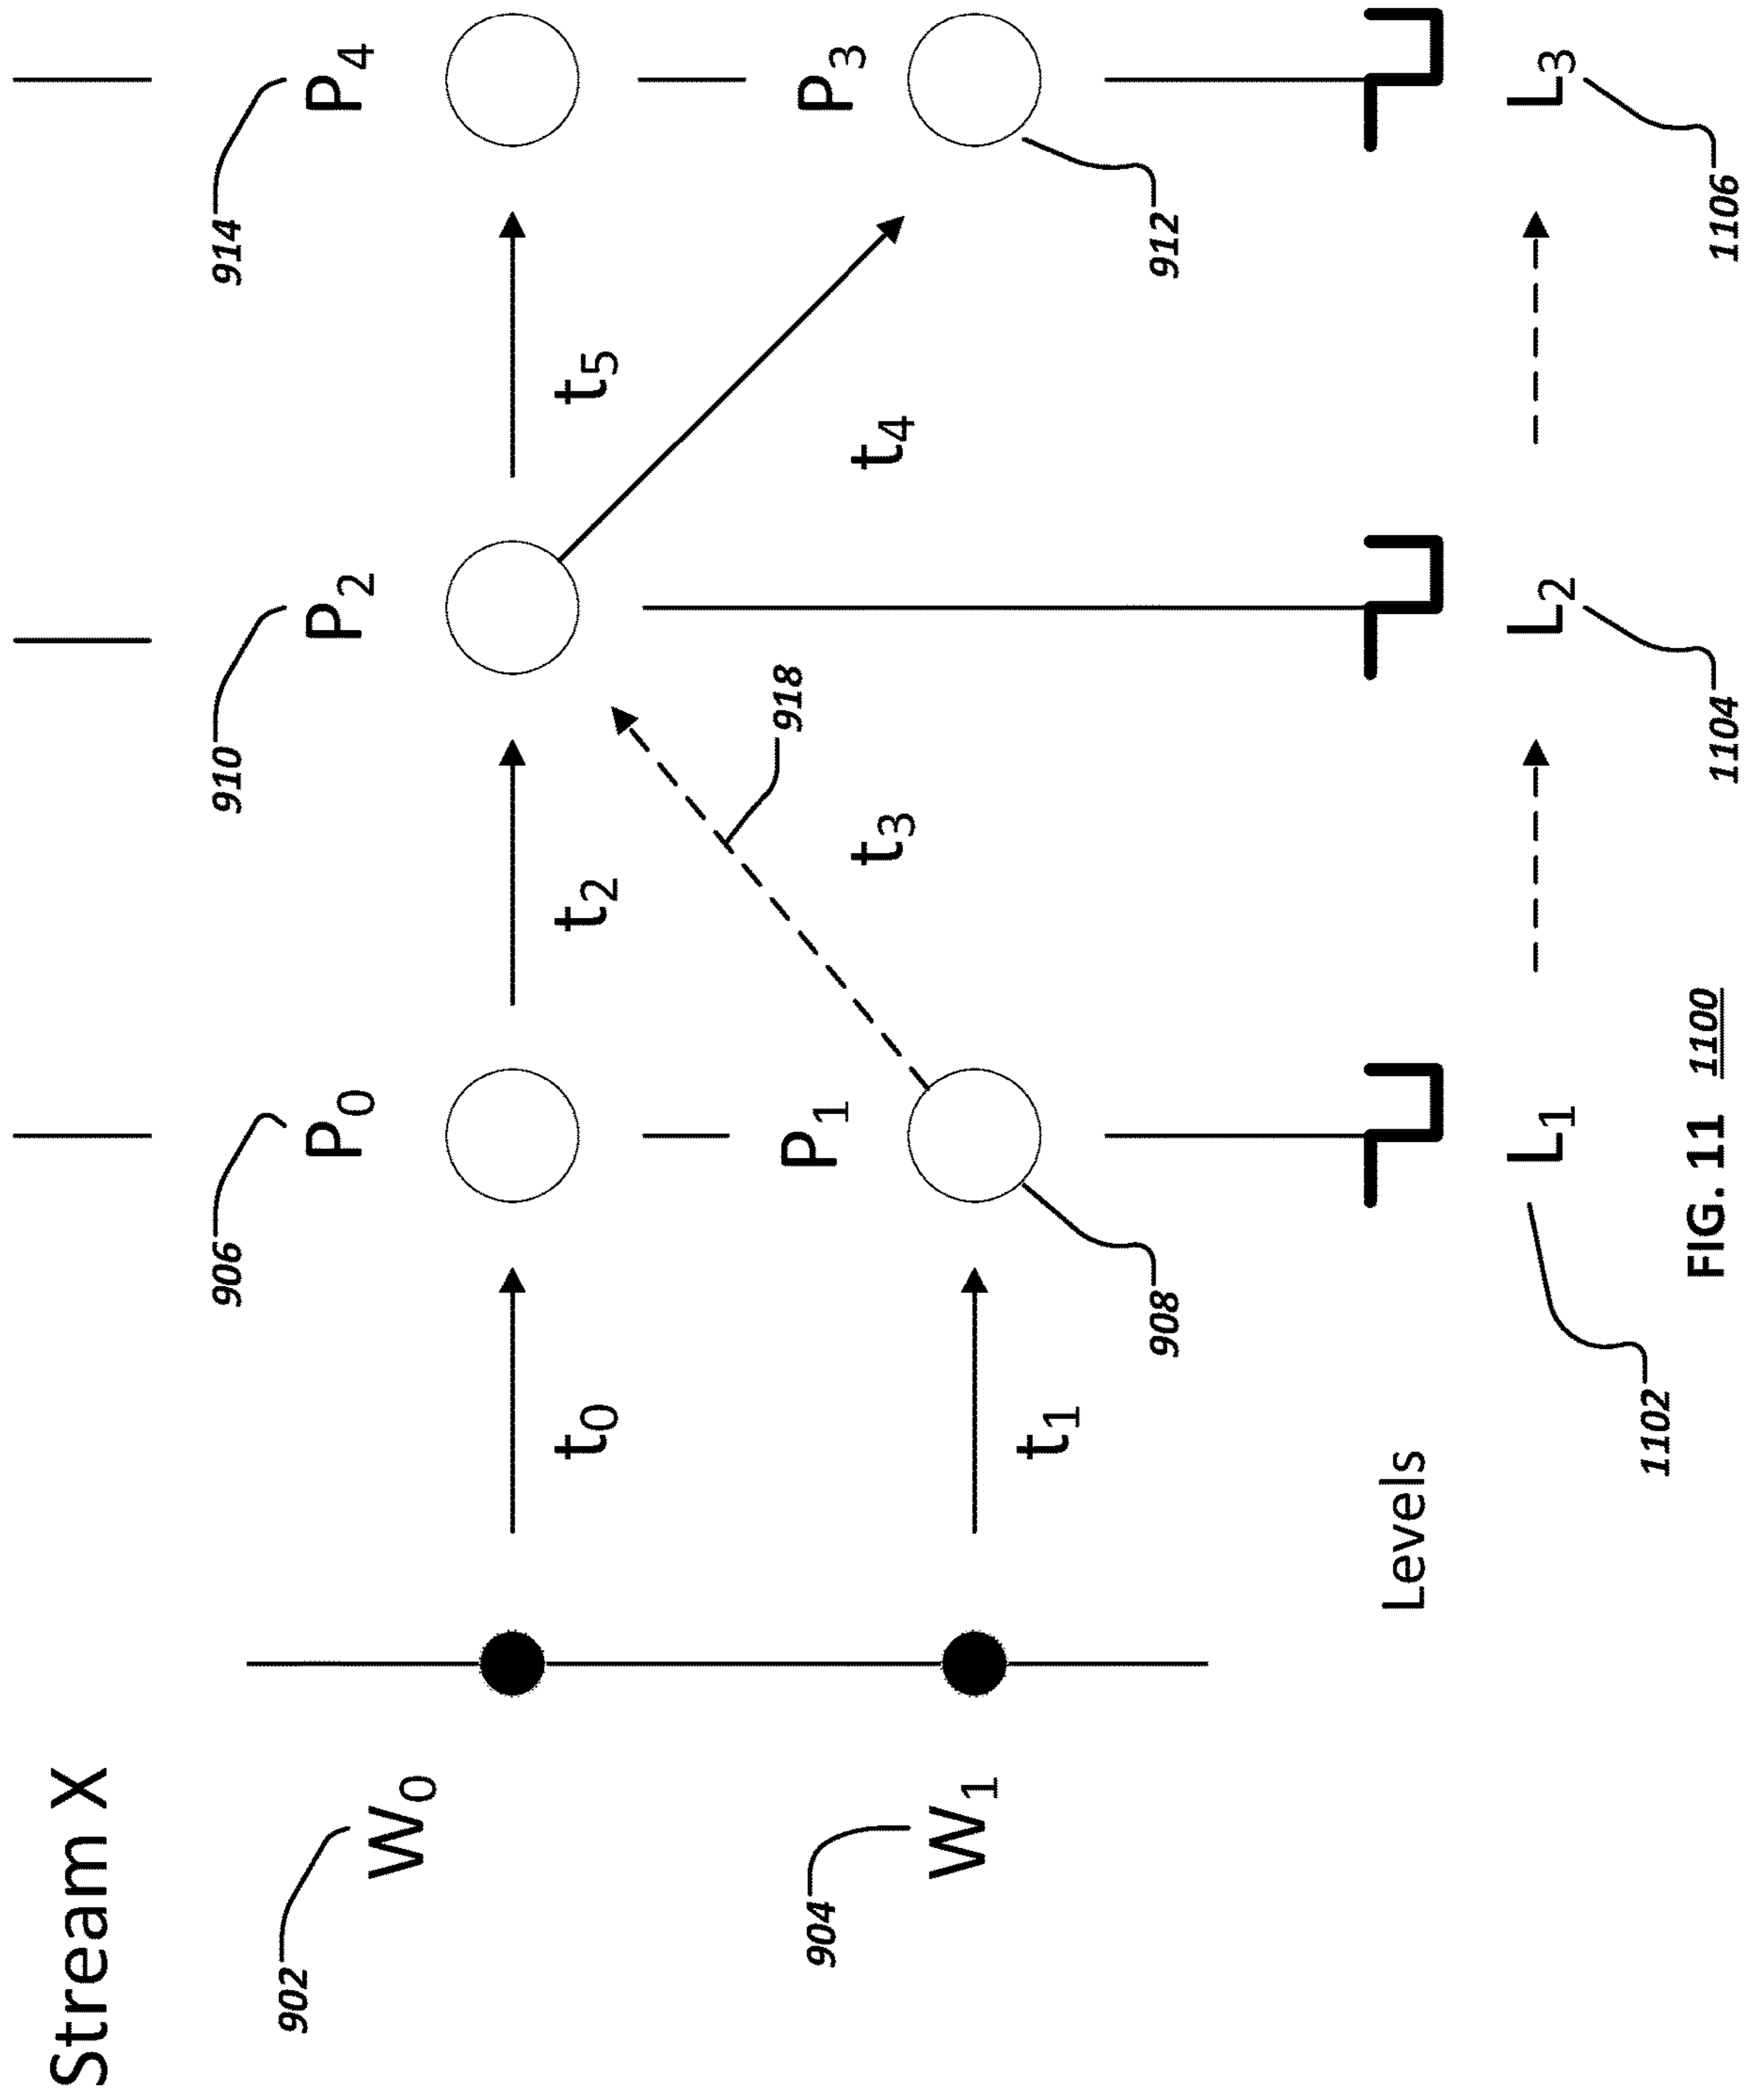 Stream X
902
W0
904
W1
906
P0
910
P2
914
P4
t0
t2
t5
918
P1
P3
t3
t4
908
912
t1
Levels
L1
L2
L3
1102
1104
1106
FIG. 11 1100